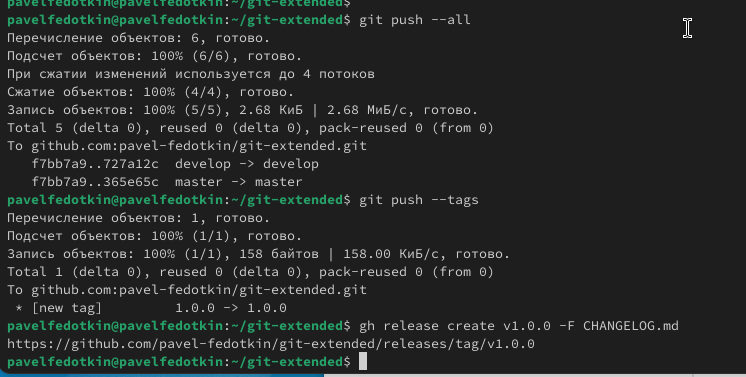 pavelfedotkin@pavelfedotkin:~/git-extended$
pavelfedotkin@pavelfedotkin:~/git-extended$ git push --all
Перечисление объектов: 6, готово.
Подсчет объектов: 100% (6/6), готово.
При сжатии изменений используется до 4 потоков
Сжатие объектов: 100% (4/4), готово.
Запись объектов: 100% (5/5), 2.68 КиБ | 2.68 МиБ/с, готово.
Total 5 (delta 0), reused 0 (delta 0), pack-reused 0 (from 0)
To github.com:pavel-fedotkin/git-extended.git
   f7bb7a9..727a12c  develop -> develop
   f7bb7a9..365e65c  master -> master
pavelfedotkin@pavelfedotkin:~/git-extended$ git push --tags
Перечисление объектов: 1, готово.
Подсчет объектов: 100% (1/1), готово.
Запись объектов: 100% (1/1), 158 байтов | 158.00 КиБ/с, готово.
Total 1 (delta 0), reused 0 (delta 0), pack-reused 0 (from 0)
To github.com:pavel-fedotkin/git-extended.git
 * [new tag]         1.0.0 -> 1.0.0
pavelfedotkin@pavelfedotkin:~/git-extended$ gh release create v1.0.0 -F CHANGELOG.md
https://github.com/pavel-fedotkin/git-extended/releases/tag/v1.0.0
pavelfedotkin@pavelfedotkin:~/git-extended$